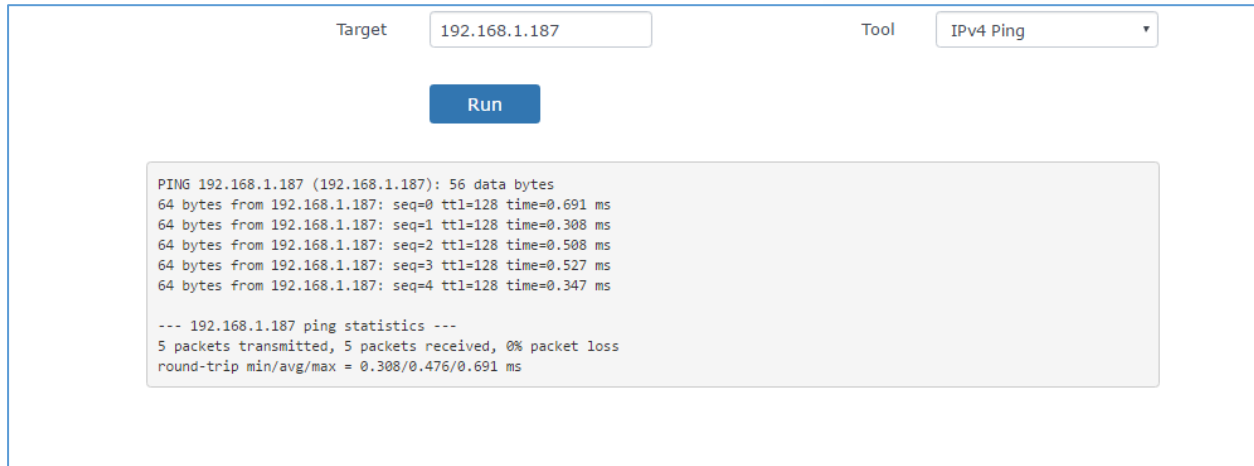 Target 192.168.1.187 Tool IPv4 Ping
Run
PING 192.168.1.187 (192.168.1.187): 56 data bytes
64 bytes from 192.168.1.187: seq=0 ttl=128 time=0.691 ms
64 bytes from 192.168.1.187: seq=1 ttl=128 time=0.308 ms
64 bytes from 192.168.1.187: seq=2 ttl=128 time=0.508 ms
64 bytes from 192.168.1.187: seq=3 ttl=128 time=0.527 ms
64 bytes from 192.168.1.187: seq=4 ttl=128 time=0.347 ms
--- 192.168.1.187 ping statistics ---
5 packets transmitted, 5 packets received, 0% packet loss
round-trip min/avg/max = 0.308/0.476/0.691 ms